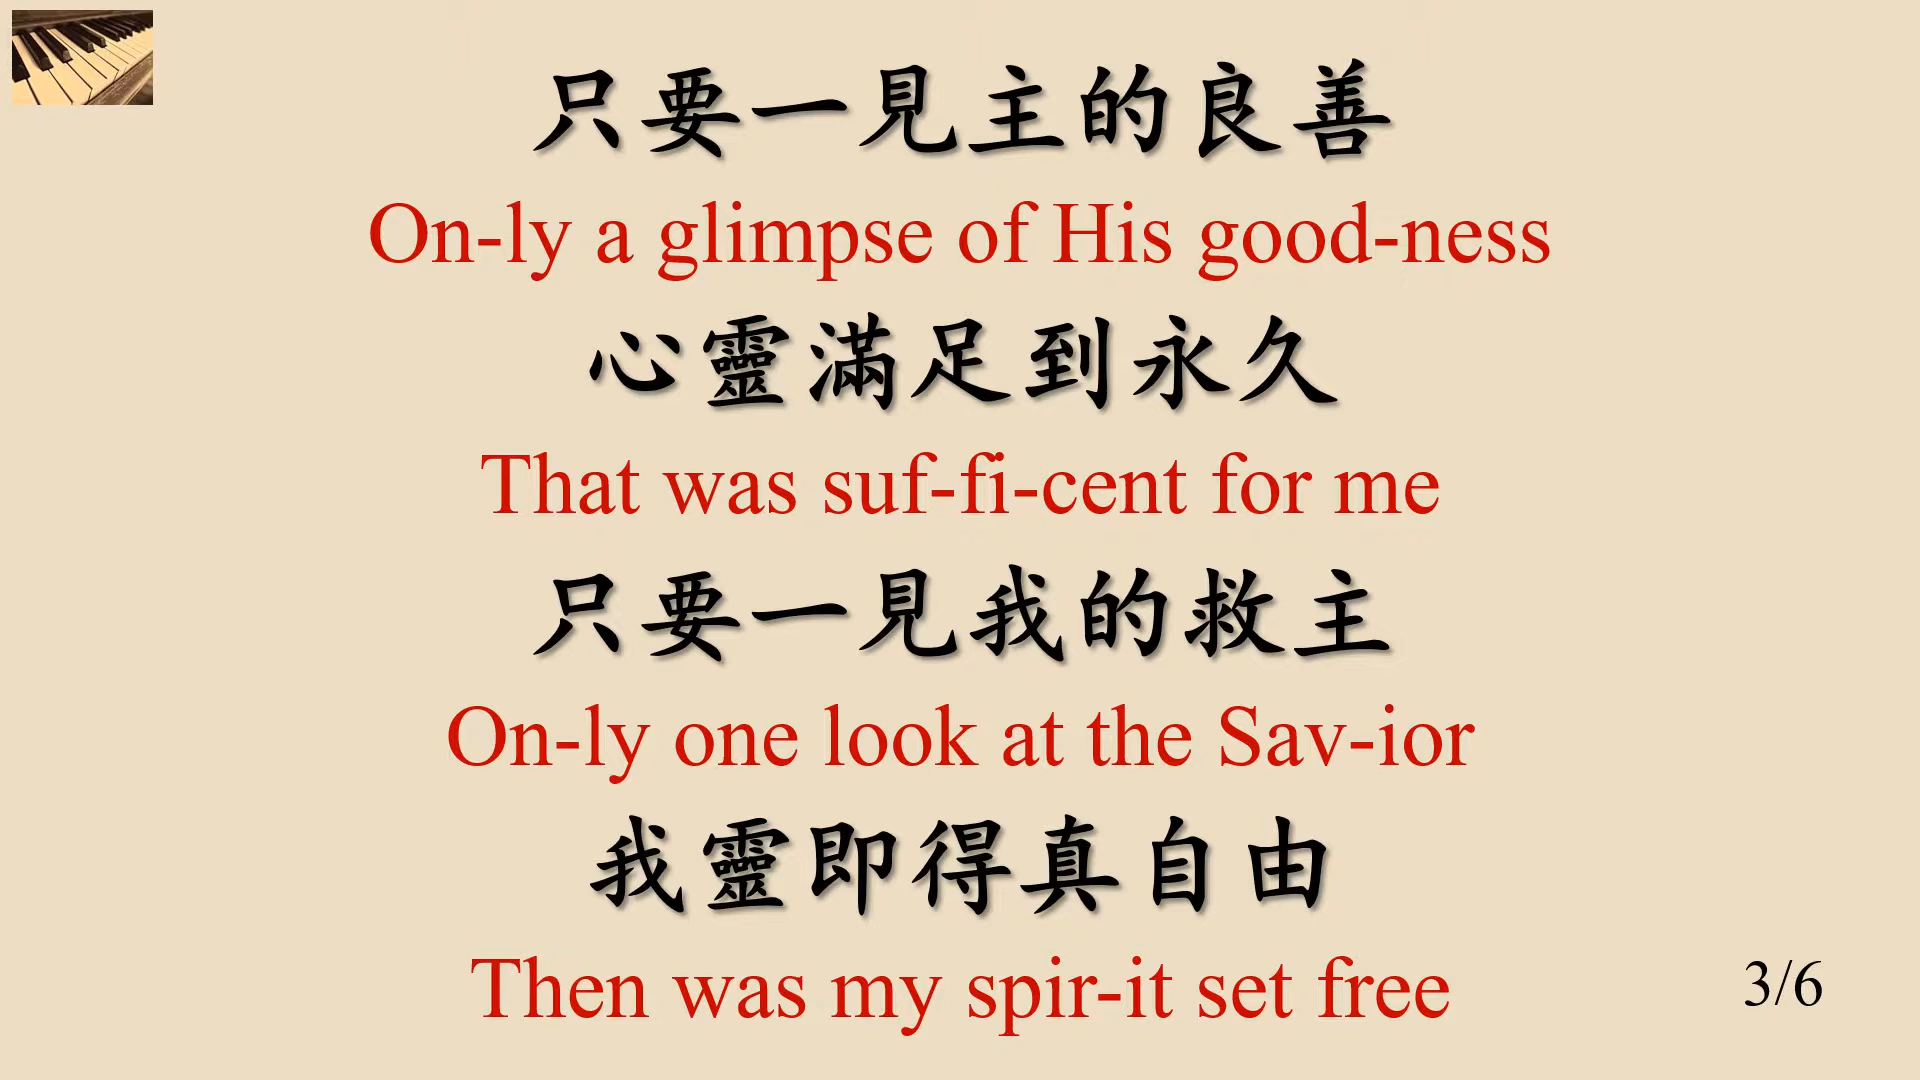 只要一見主的良善
On-ly a glimpse of His good-ness
心靈滿足到永久
That was suf-fi-cent for me
只要一見我的救主
On-ly one look at the Sav-ior
我靈即得真自由
Then was my spir-it set free
3/6